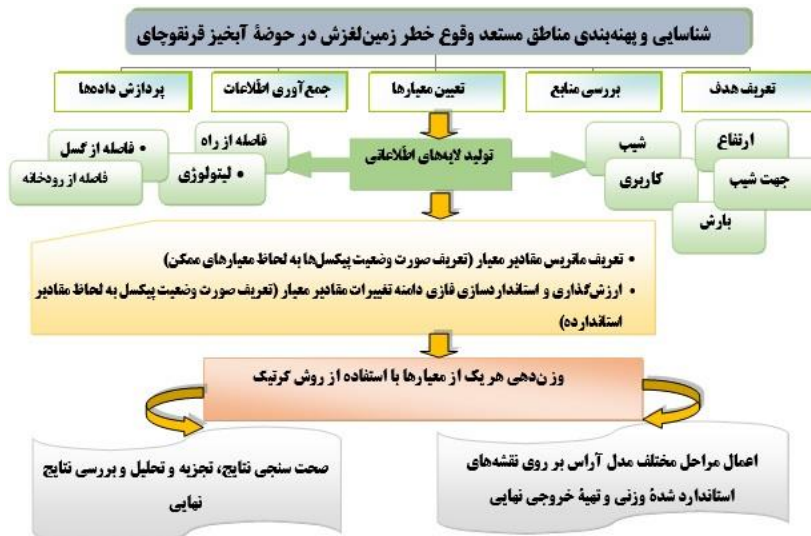 شناسایی و پهنه‌بندی مناطق مستعد وقوع خطر زمین‌لغزش در حوضۀ آبخیز قرنقوچای
تعریف هدف
بررسی منابع
تعیین معیارها
جمع‌آوری اطلاعات
پردازش داده‌ها
تولید لایه‌های اطلاعاتی
ارتفاع
شیب
جهت شیب
کاربری
بارش
فاصله از راه
• فاصله از گسل
• لیتولوژی
فاصله از رودخانه
• تعریف ماتریس مقادیر معیار (تعریف صورت وضعیت پیکسل‌ها به لحاظ معیارهای ممکن)
• ارزش‌گذاری و استانداردسازی فازی دامنه تغییرات مقادیر معیار (تعریف صورت وضعیت پیکسل به لحاظ مقادیر
استاندارده)
وزن‌دهی هر یک از معیارها با استفاده از روش کرتیک
اعمال مراحل مختلف مدل آراس بر روی نقشه‌های
استاندارد شدۀ وزنی و تهیۀ خروجی نهایی
صحت سنجی نتایج، تجزیه و تحلیل و بررسی نتایج
نهایی